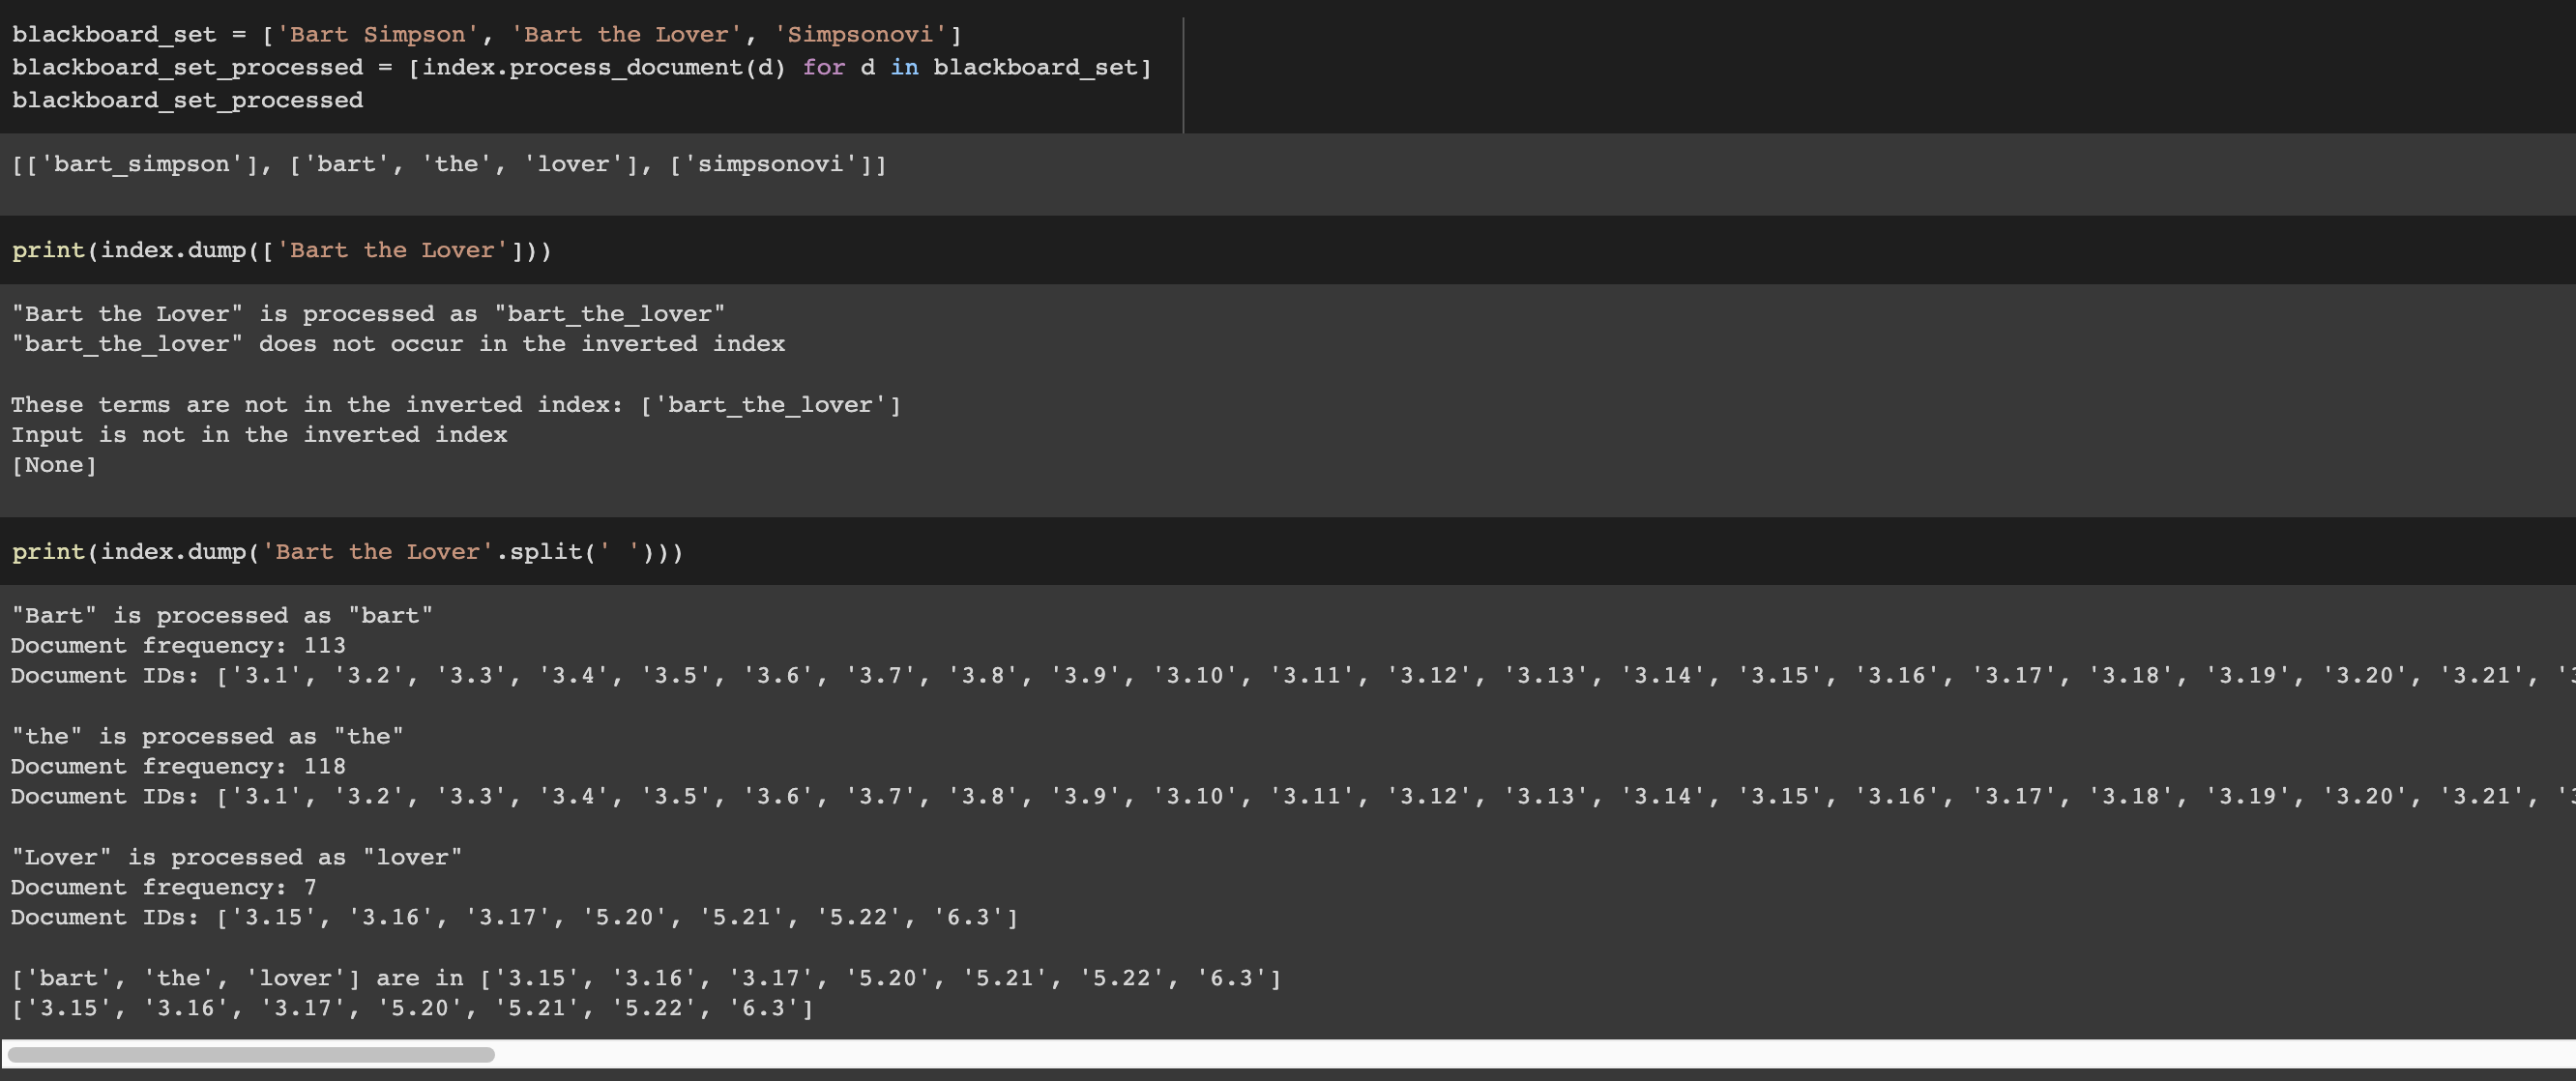 blackboard_set = ['Bart Simpson', 'Bart the Lover', 'Simpsonovi']
blackboard_set_processed = [index.process_document(d) for d in blackboard_set]
blackboard_set_processed
[['bart_simpson'], ['bart', 'the', 'lover'], ['simpsonovi']]
print(index.dump(['Bart the Lover']))
"Bart the Lover" is processed as "bart_the_lover"
"bart_the_lover" does not occur in the inverted index
These terms are not in the inverted index: ['bart_the_lover']
Input is not in the inverted index
[None]
print(index.dump('Bart the Lover'.split(' ')))
"Bart" is processed as "bart"
Document frequency: 113
Document IDs: ['3.1', '3.2', '3.3', '3.4', '3.5', '3.6', '3.7', '3.8', '3.9', '3.10', '3.11', '3.12', '3.13', '3.14', '3.15', '3.16', '3.17', '3.18', '3.19', '3.20', '3.21',
"the" is processed as "the"
Document frequency: 118
Document IDs: ['3.1', '3.2', '3.3', '3.4', '3.5', '3.6', '3.7', '3.8', '3.9', '3.10', '3.11', '3.12', '3.13', '3.14', '3.15', '3.16', '3.17', '3.18', '3.19', '3.20', '3.21',
"Lover" is processed as "lover"
Document frequency: 7
Document IDs: ['3.15', '3.16', '3.17', '5.20', '5.21', '5.22', '6.3']
['bart', 'the', 'lover'] are in ['3.15', '3.16', '3.17', '5.20', '5.21', '5.22', '6.3']
['3.15', '3.16', '3.17', '5.20', '5.21', '5.22', '6.3']